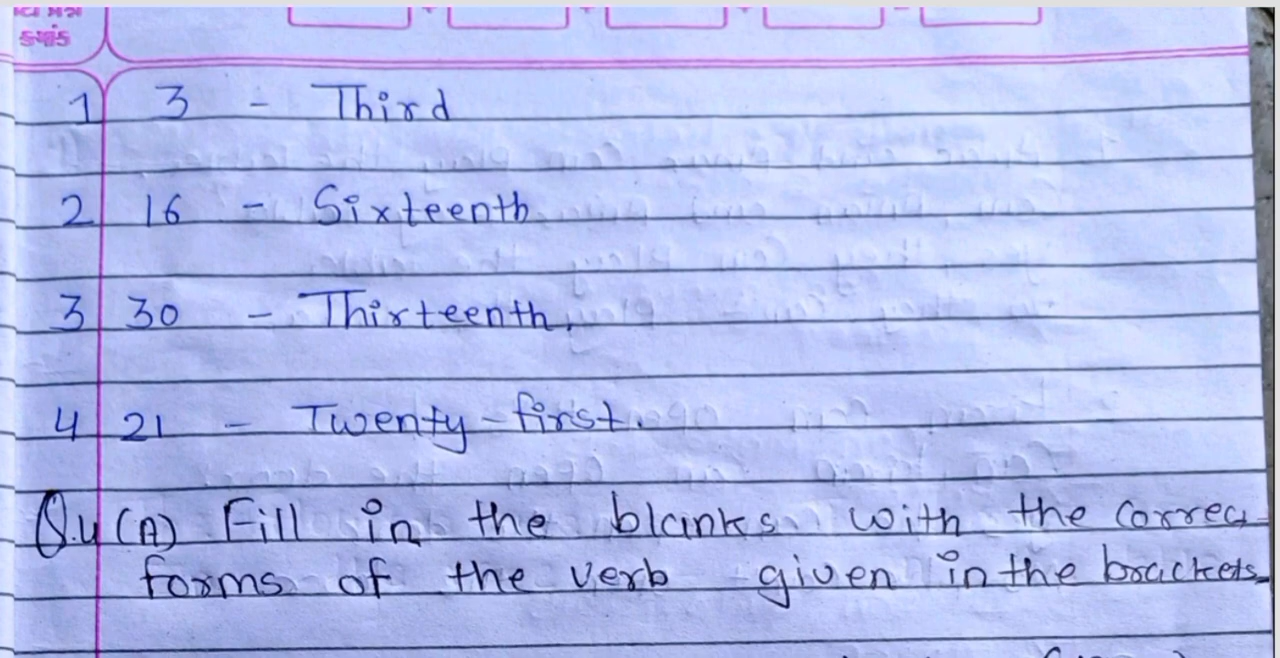 ક્રમાંક
1 3 - Third
2 16 - Sixteenth
3 30 - Thirteenth.
4 21 - Twenty-first.
Q.4 (A) Fill in the blanks with the correct
forms of the verb given in the brackets